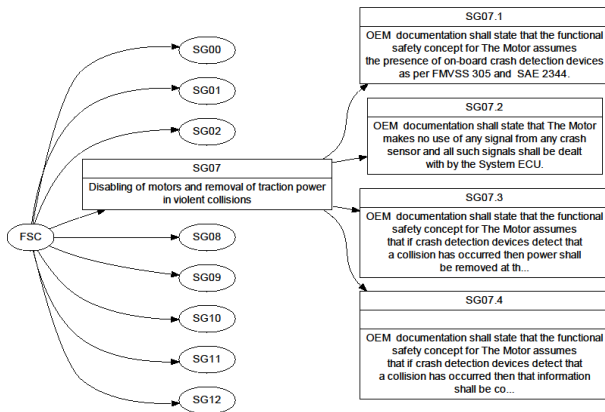 SG00
SG01
SG02
SG07
Disabling of motors and removal of traction power
in violent collisions
FSC
SG08
SG09
SG10
SG11
SG12
SG07.1
OEM documentation shall state that the functional
safety concept for The Motor assumes
the presence of on-board crash detection devices
as per FMVSS 305 and SAE 2344.
SG07.2
OEM documentation shall state that The Motor
makes no use of any signal from any crash
sensor and all such signals shall be dealt
with by the System ECU.
SG07.3
OEM documentation shall state that the functional
safety concept for The Motor assumes
that if crash detection devices detect that
a collision has occurred then power shall
be removed at th...
SG07.4
OEM documentation shall state that the functional
safety concept for The Motor assumes
that if crash detection devices detect that
a collision has occurred then that information
shall be co...